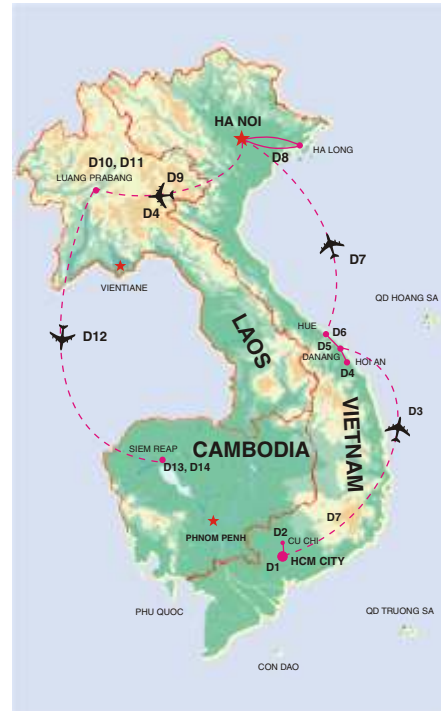 HA NOI
D8
HA LONG
D10, D11
LUANG PRABANG
D9
D4
VIENTIANE
D7
QD HOANG SA
D12
LAOS
HUE
D6
D5
DANANG
HOI AN
D4
VIETNAM
D3
SIEM REAP
D13, D14
CAMBODIA
PHNOM PENH
D7
D2
CU CHI
D1
HCM CITY
PHU QUOC
QD TRUONG SA
CON DAO